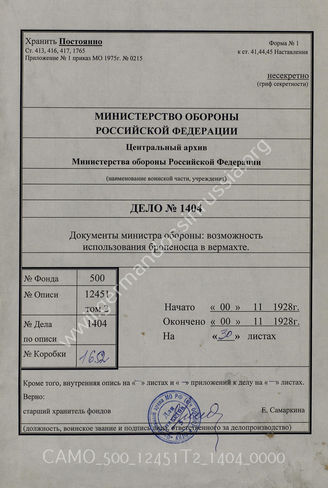 Хранить Постоянно
Форма № 1
Ст. 413, 416, 417, 1765
к ст. 41,44,45 Наставления
Приложение № 1 приказ МО 1975г. № 0215
несекретно
(гриф секретности)
МИНИСТЕРСТВО ОБОРОНЫ
РОССИЙСКОЙ ФЕДЕРАЦИИ
Центральный архив
Министерства обороны Российской Федерации
(наименование воинской части, учреждения)
ДЕЛО № 1404
Документы министра обороны: возможность
использования броненосца в вермахте.
№ Фонда 500
№ Описи 12451
том 2
№ Дела 1404
по описи
№ Коробки 1652
Начато « 00 » 11 1928г.
Окончено « 00 » 11 1928г.
На «30» листах
Кроме того, внутренняя опись на «» листах и «--» приложений к делу на «--» листах.
Верно:
старший хранитель фондов
Е. Самаркина
(должность, воинское звание и подпись лица, ответственного за делопроизводство)
www.germandocsinrussia.org
CAMO_500_12451T2_1404_0000